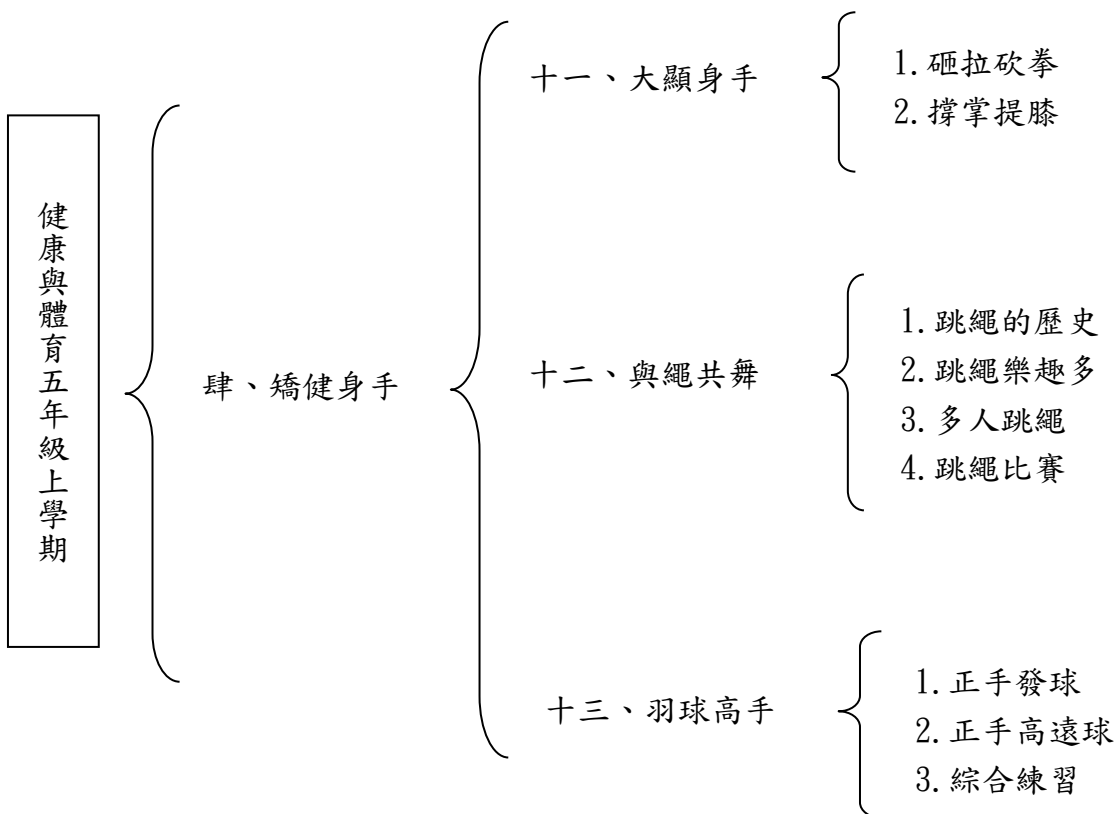 健康與體育五年級上學期
肆、矯健身手
十一、大顯身手
1.砸拉砍拳
2.撐掌提膝
十二、與繩共舞
1.跳繩的歷史
2.跳繩樂趣多
3.多人跳繩
4.跳繩比賽
十三、羽球高手
1.正手發球
2.正手高遠球
3.綜合練習